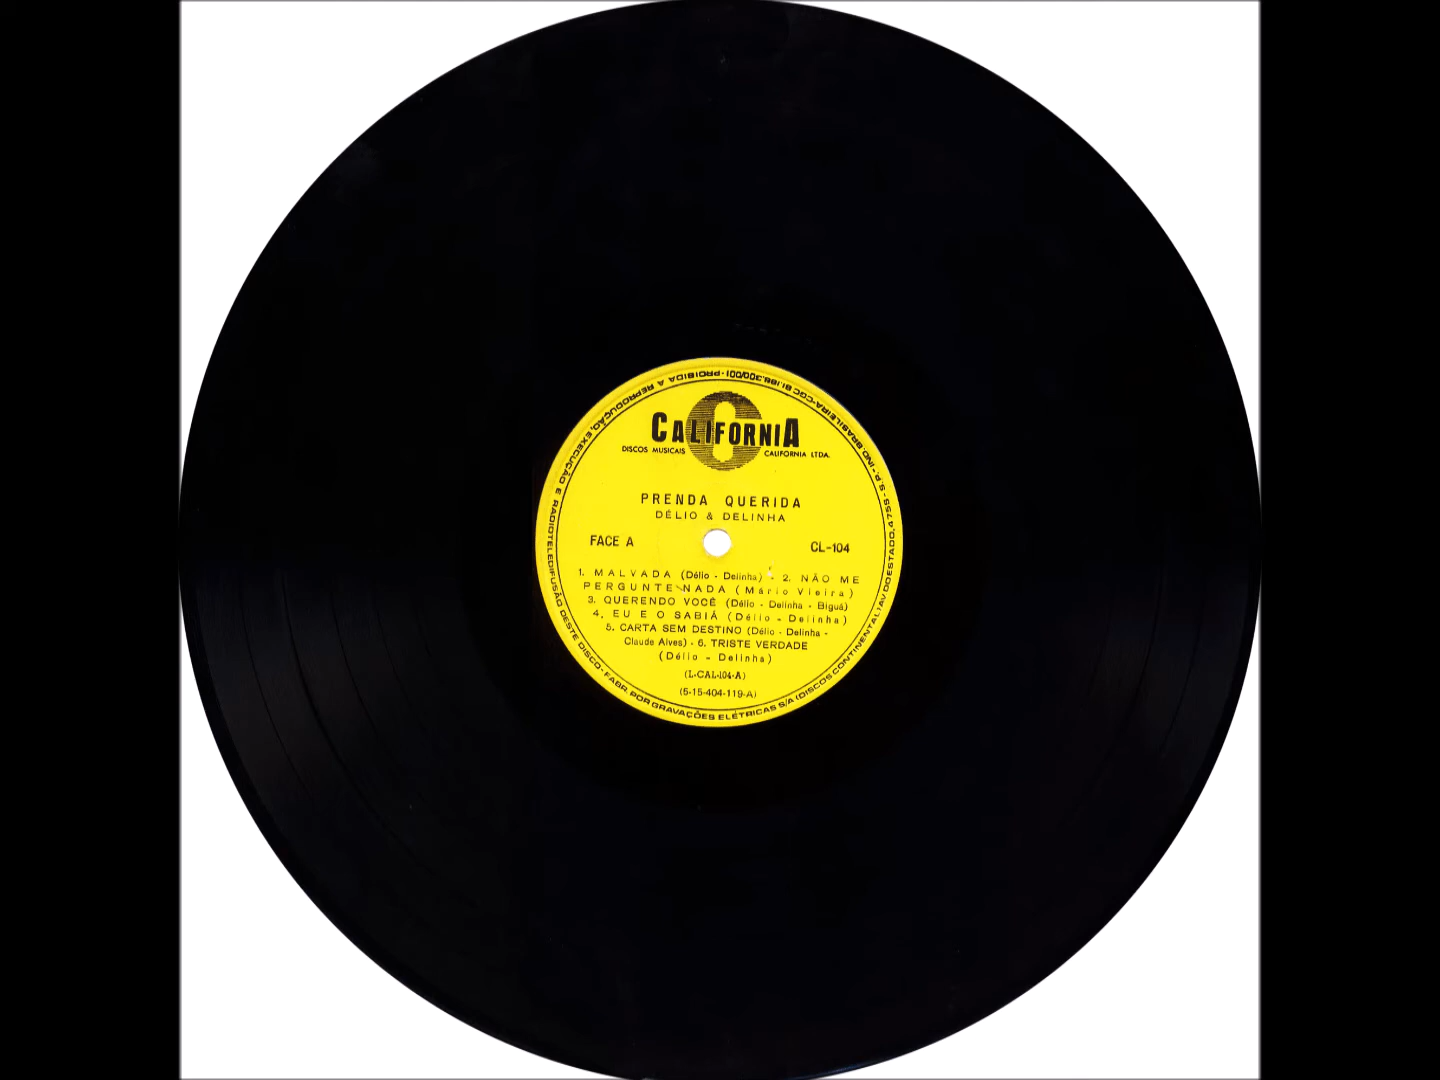 CALIFORNIA
DISCOS MUSICAIS CALIFORNIA LTDA.
PRENDA QUERIDA
DÉLIO & DELINHA
FACE A
CL-104
1. MALVADA (Délio - Delinha) - 2. NÃO ME
PERGUNTE NADA (Mário Vieira)
3. QUERENDO VOCÊ (Délio - Delinha - Biguá)
4. EU E O SABIÁ (Délio - Delinha)
5. CARTA SEM DESTINO (Délio - Delinha -
Claude Alves) - 6. TRISTE VERDADE
(Délio - Delinha)
(L-CAL-104-A)
(5-15-404-119-A)
PROIBIDA A REPRODUÇÃO, EXECUÇÃO E RADIOTELEDIFUSÃO DESTE DISCO - FABR. POR GRAVAÇÕES ELÉTRICAS S/A (DISCOS CONTINENTAL) AV DO ESTADO, 4755 - S. P. - IND. BRASILEIRA - CGC